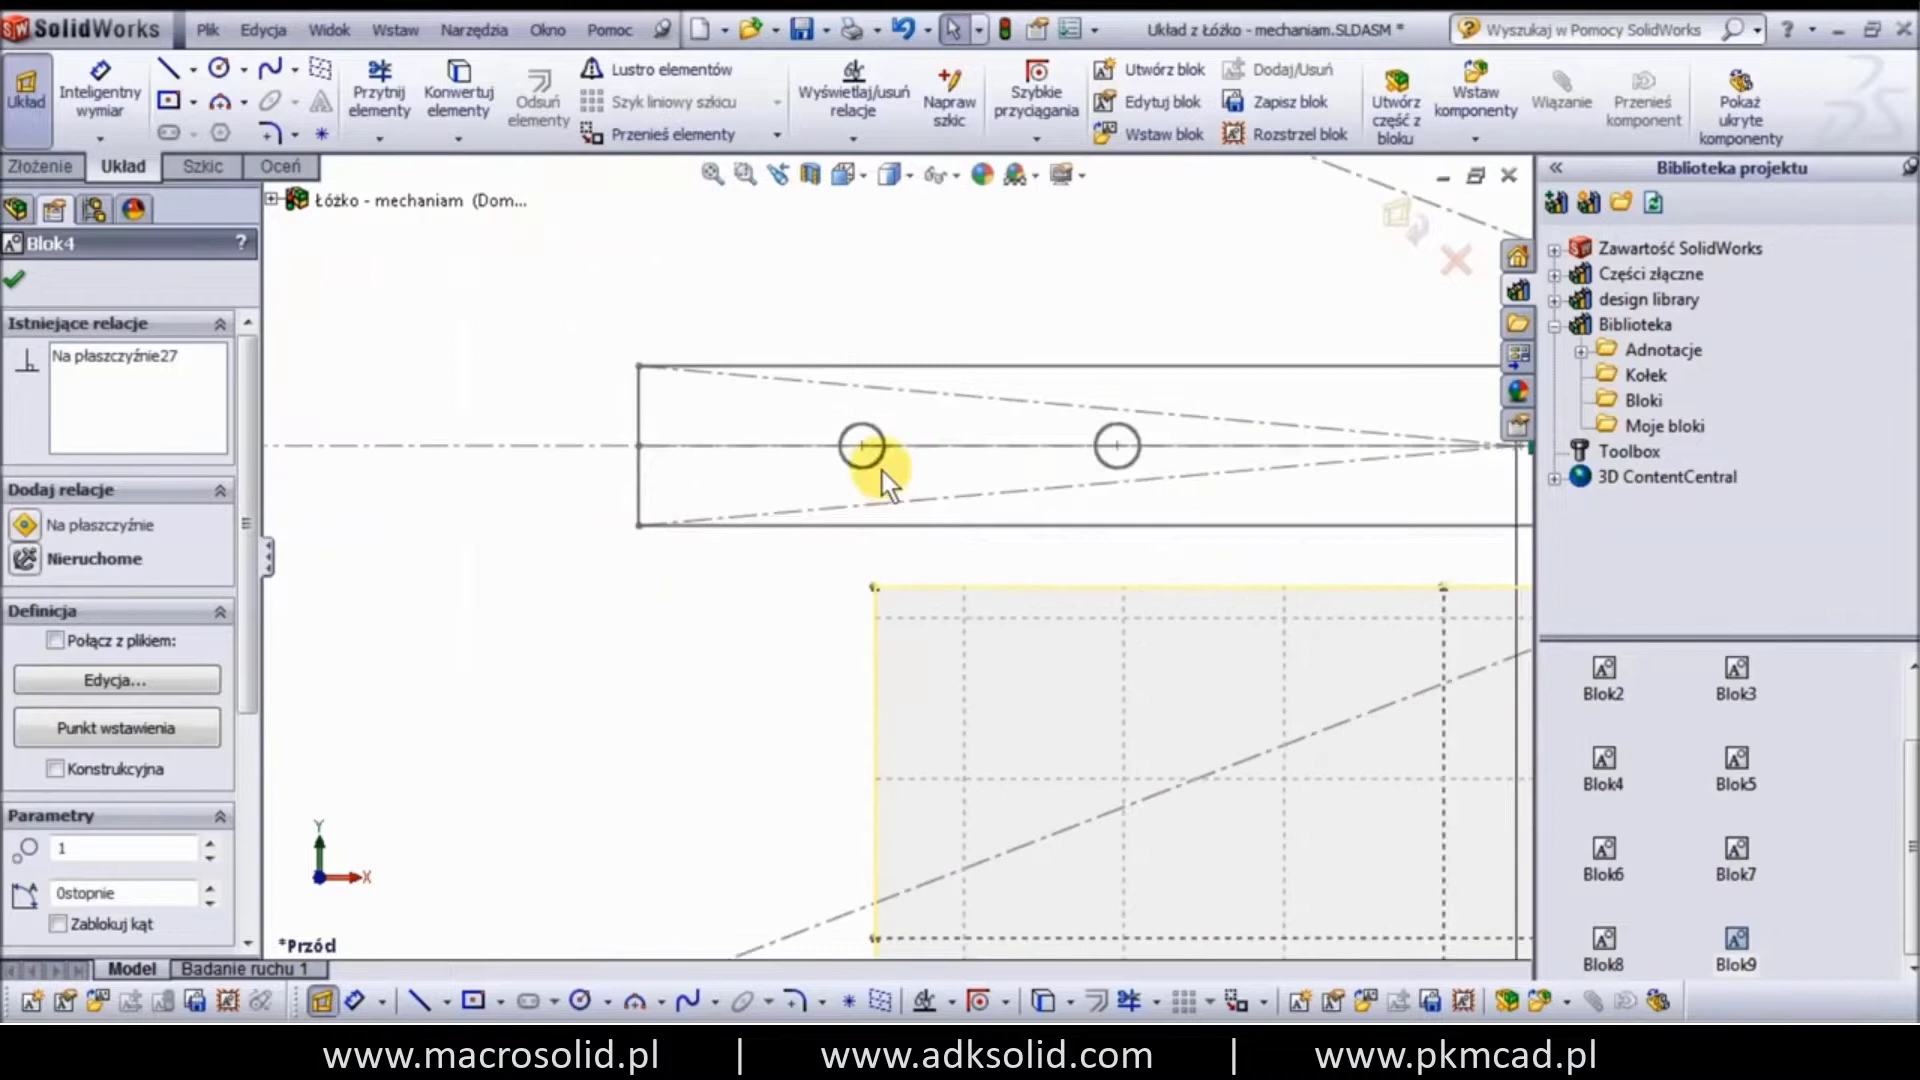 SolidWorks
Plik Edycja Widok Wstaw Narzędzia Okno Pomoc
Układ z Łóżko - mechaniam.SLDASM *
Wyszukaj w Pomocy SolidWorks
Układ
Inteligentny
wymiar
Przytnij
elementy
Konwertuj
elementy
Odsuń
elementy
Lustro elementów
Szyk liniowy szkicu
Przenieś elementy
Wyświetlaj/usuń
relacje
Napraw
szkic
Szybkie
przyciągania
Utwórz blok
Edytuj blok
Wstaw blok
Dodaj/Usuń
Zapisz blok
Rozstrzel blok
Utwórz
część z
bloku
Wstaw
komponenty
Wiązanie
Przenieś
komponent
Pokaż
ukryte
komponenty
Złożenie Układ Szkic Oceń
Blok4 ?
Istniejące relacje
Na płaszczyźnie27
Dodaj relacje
Na płaszczyźnie
Nieruchome
Definicja
Połącz z plikiem:
Edycja...
Punkt wstawienia
Konstrukcyjna
Parametry
1
0stopnie
Zablokuj kąt
Łóżko - mechaniam (Dom...
Y
X
*Przód
Biblioteka projektu
Zawartość SolidWorks
Części złączne
design library
Biblioteka
Adnotacje
Kołek
Bloki
Moje bloki
Toolbox
3D ContentCentral
Blok2 Blok3
Blok4 Blok5
Blok6 Blok7
Blok8 Blok9
Model Badanie ruchu 1
www.macrosolid.pl | www.adksolid.com | www.pkmcad.pl